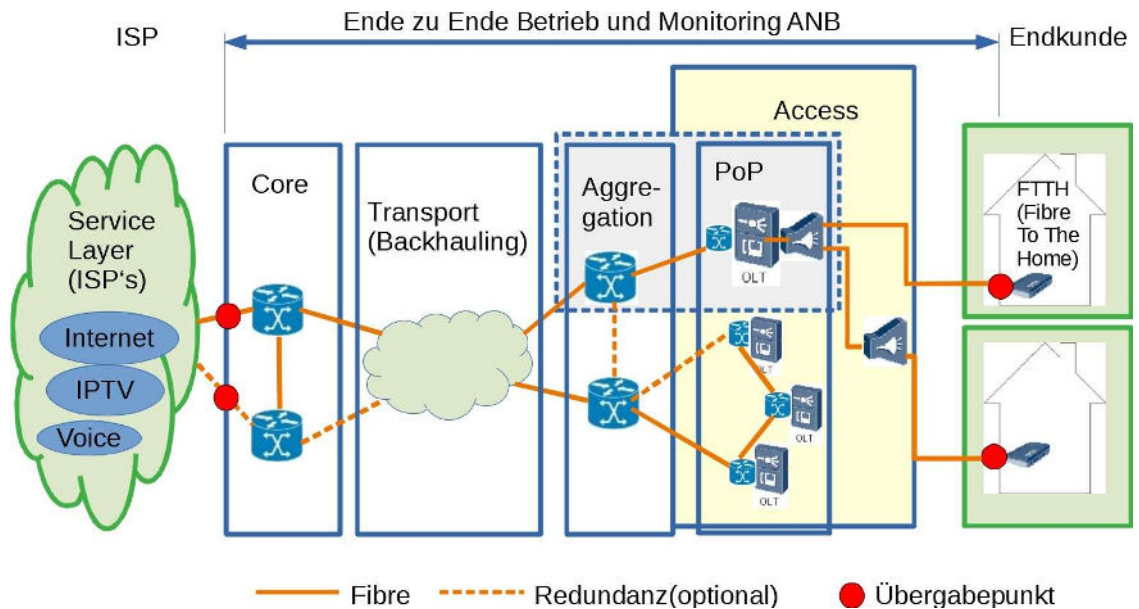 ISP
Ende zu Ende Betrieb und Monitoring ANB
Endkunde
Access
Service
Layer
(ISP‘s)
Internet
IPTV
Voice
Core
Transport
(Backhauling)
Aggre-
gation
PoP
OLT
OLT
OLT
OLT
FTTH
(Fibre
To The
Home)
Fibre
Redundanz(optional)
Übergabepunkt